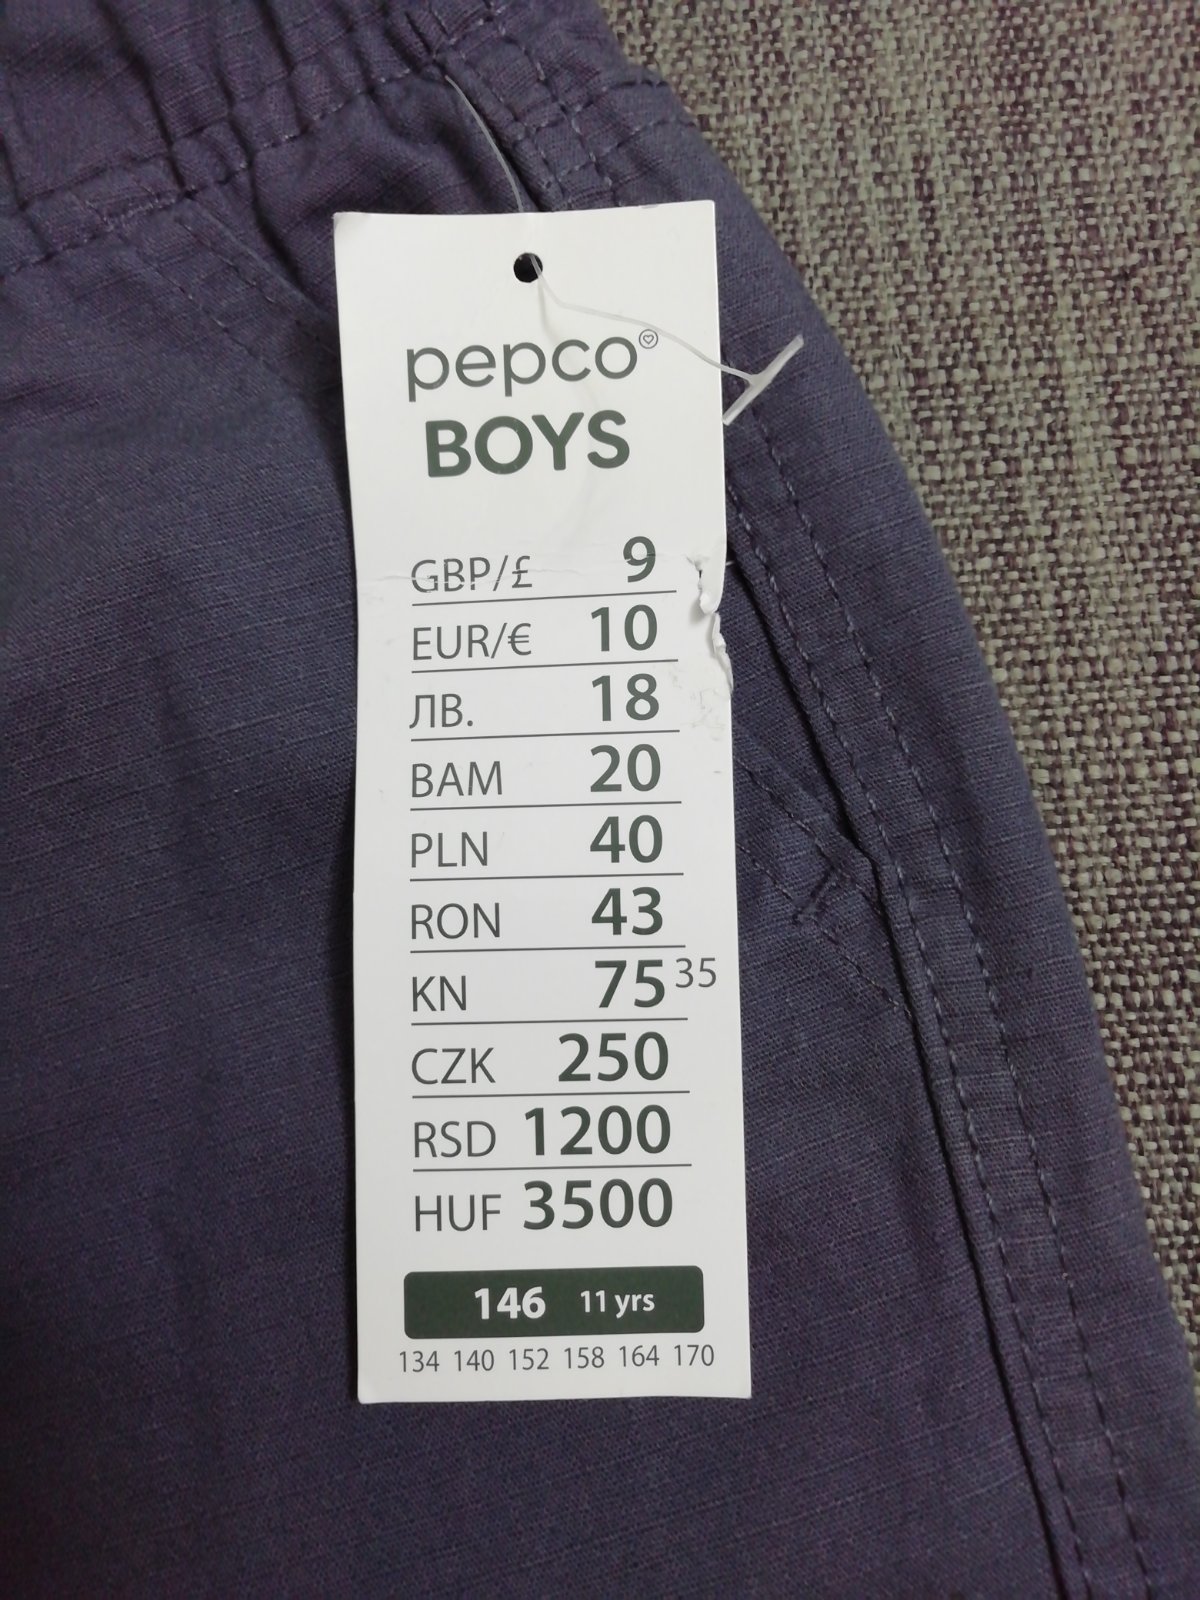 pepco
BOYS
GBP/£ 9
EUR/€ 10
ЛВ. 18
BAM 20
PLN 40
RON 43
KN 75 35
CZK 250
RSD 1200
HUF 3500
146 11 yrs
134 140 152 158 164 170